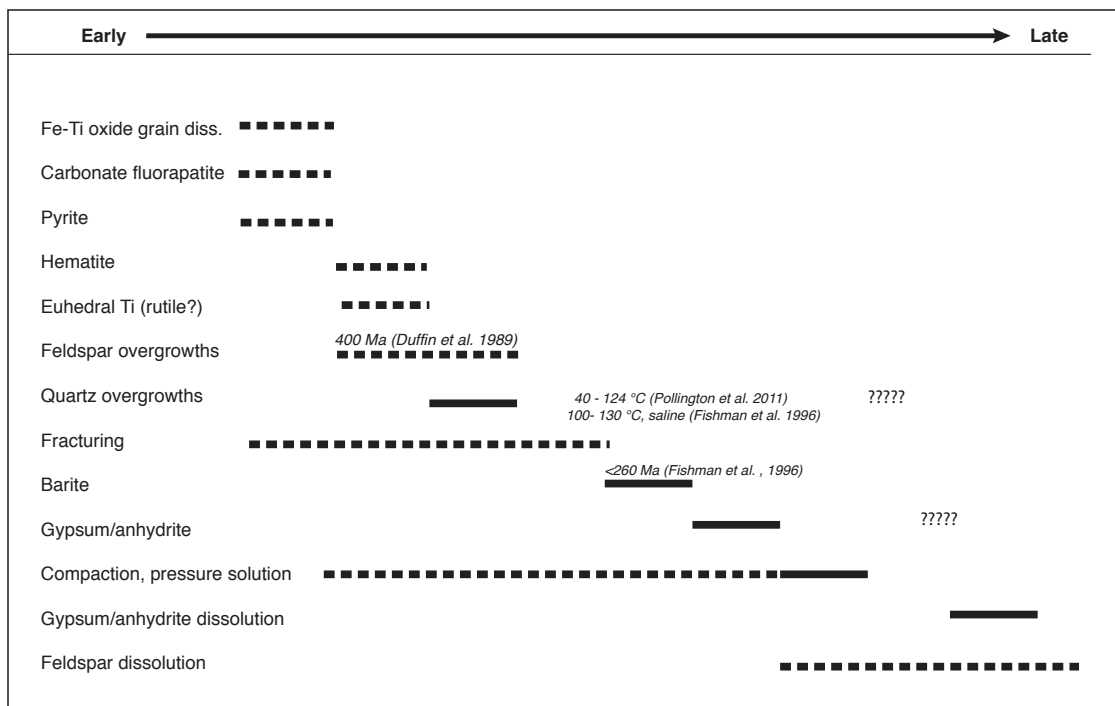 Early Late
Fe-Ti oxide grain diss.
Carbonate fluorapatite
Pyrite
Hematite
Euhedral Ti (rutile?)
400 Ma (Duffin et al. 1989)
Feldspar overgrowths
Quartz overgrowths 40 - 124 °C (Pollington et al. 2011) ?????
100- 130 °C, saline (Fishman et al. 1996)
Fracturing
<260 Ma (Fishman et al. , 1996)
Barite
Gypsum/anhydrite ?????
Compaction, pressure solution
Gypsum/anhydrite dissolution
Feldspar dissolution